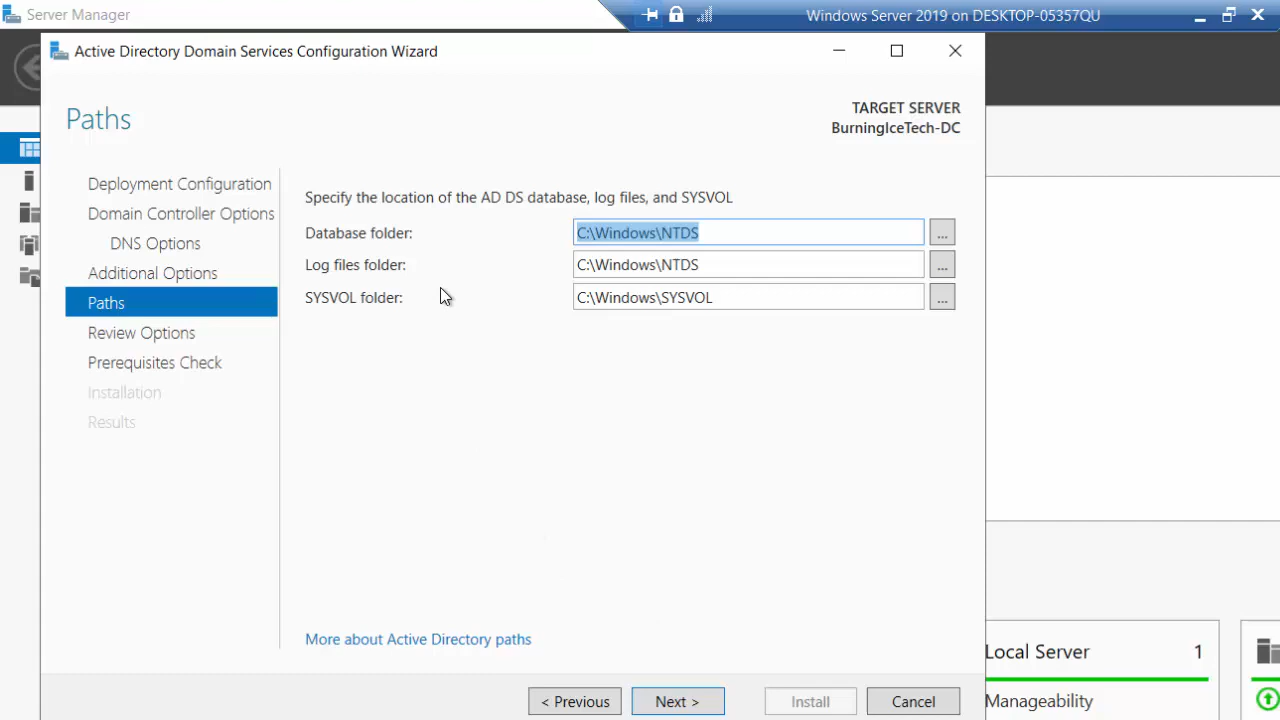 Server Manager
Windows Server 2019 on DESKTOP-05357QU
Active Directory Domain Services Configuration Wizard
Paths
TARGET SERVER
BurningIceTech-DC
Deployment Configuration
Domain Controller Options
DNS Options
Additional Options
Paths
Review Options
Prerequisites Check
Installation
Results
Specify the location of the AD DS database, log files, and SYSVOL
Database folder: C:\Windows\NTDS ...
Log files folder: C:\Windows\NTDS ...
SYSVOL folder: C:\Windows\SYSVOL ...
More about Active Directory paths
< Previous Next > Install Cancel
Local Server 1
Manageability